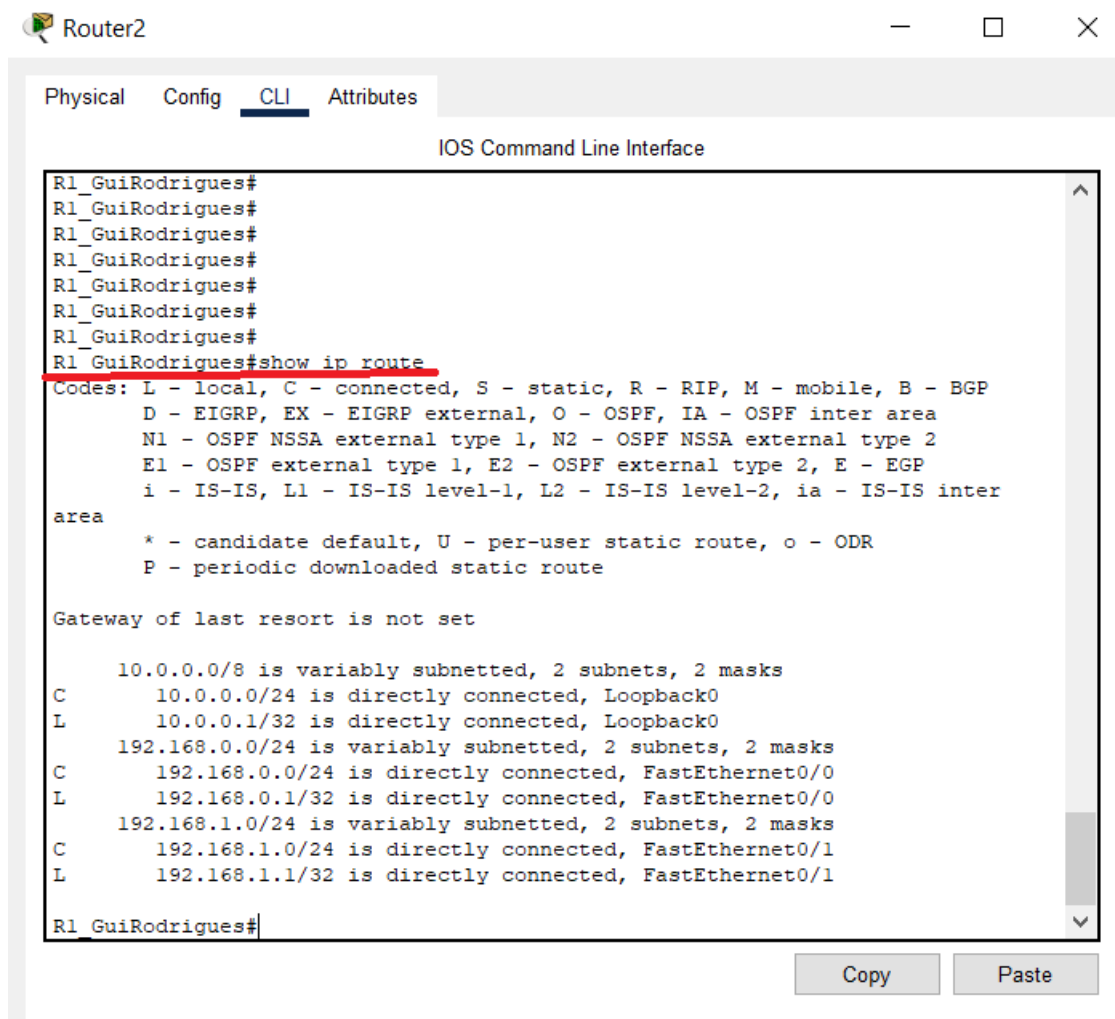 Router2
Physical Config CLI Attributes
IOS Command Line Interface
R1_GuiRodrigues#
R1_GuiRodrigues#
R1_GuiRodrigues#
R1_GuiRodrigues#
R1_GuiRodrigues#
R1_GuiRodrigues#
R1_GuiRodrigues#
R1_GuiRodrigues#show ip route
Codes: L - local, C - connected, S - static, R - RIP, M - mobile, B - BGP
D - EIGRP, EX - EIGRP external, O - OSPF, IA - OSPF inter area
N1 - OSPF NSSA external type 1, N2 - OSPF NSSA external type 2
E1 - OSPF external type 1, E2 - OSPF external type 2, E - EGP
i - IS-IS, L1 - IS-IS level-1, L2 - IS-IS level-2, ia - IS-IS inter
area
* - candidate default, U - per-user static route, o - ODR
P - periodic downloaded static route
Gateway of last resort is not set
10.0.0.0/8 is variably subnetted, 2 subnets, 2 masks
C 10.0.0.0/24 is directly connected, Loopback0
L 10.0.0.1/32 is directly connected, Loopback0
192.168.0.0/24 is variably subnetted, 2 subnets, 2 masks
C 192.168.0.0/24 is directly connected, FastEthernet0/0
L 192.168.0.1/32 is directly connected, FastEthernet0/0
192.168.1.0/24 is variably subnetted, 2 subnets, 2 masks
C 192.168.1.0/24 is directly connected, FastEthernet0/1
L 192.168.1.1/32 is directly connected, FastEthernet0/1
R1_GuiRodrigues#
Copy Paste